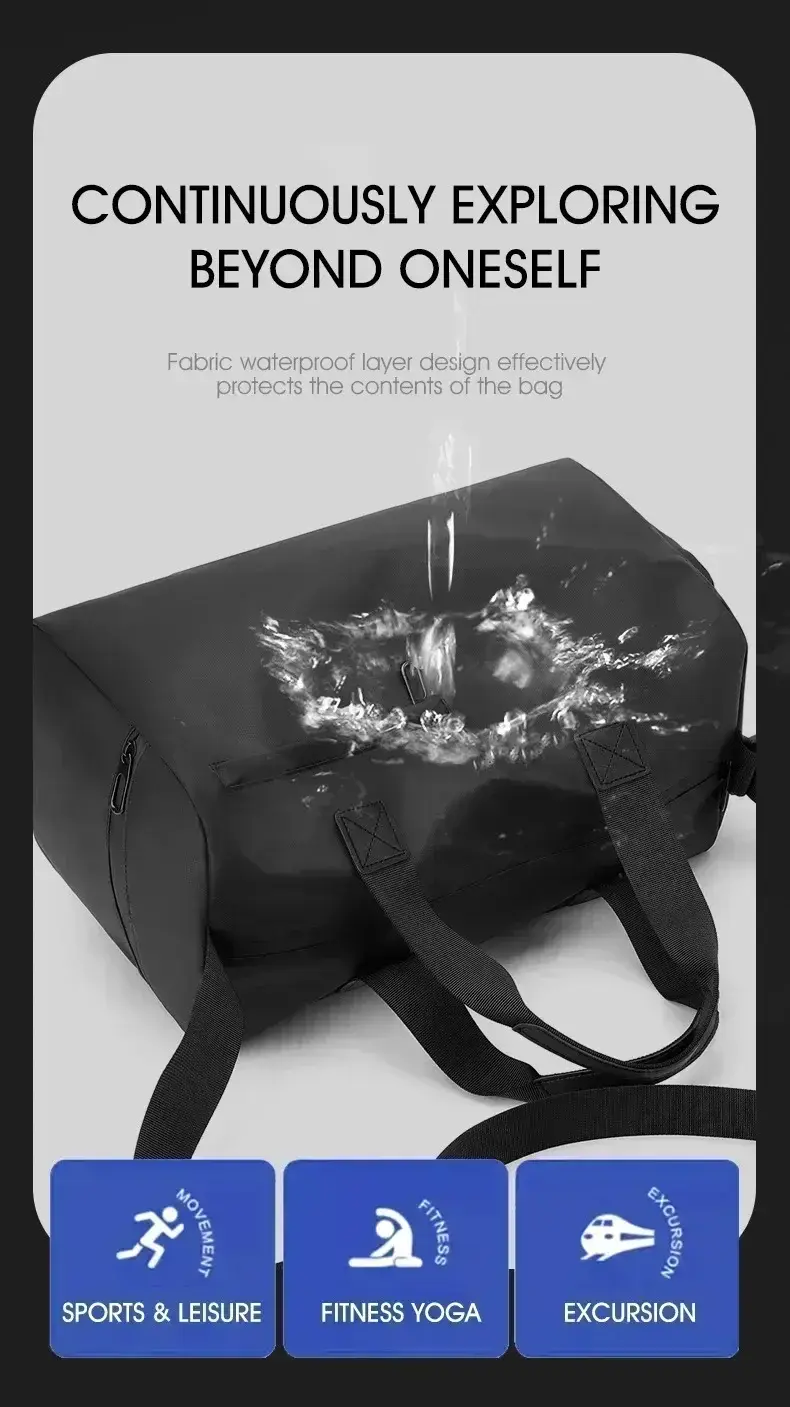 CONTINUOUSLY EXPLORING
BEYOND ONESELF
Fabric waterproof layer design effectively
protects the contents of the bag
MOVEMENT
SPORTS & LEISURE
FITNESS
FITNESS YOGA
EXCURSION
EXCURSION